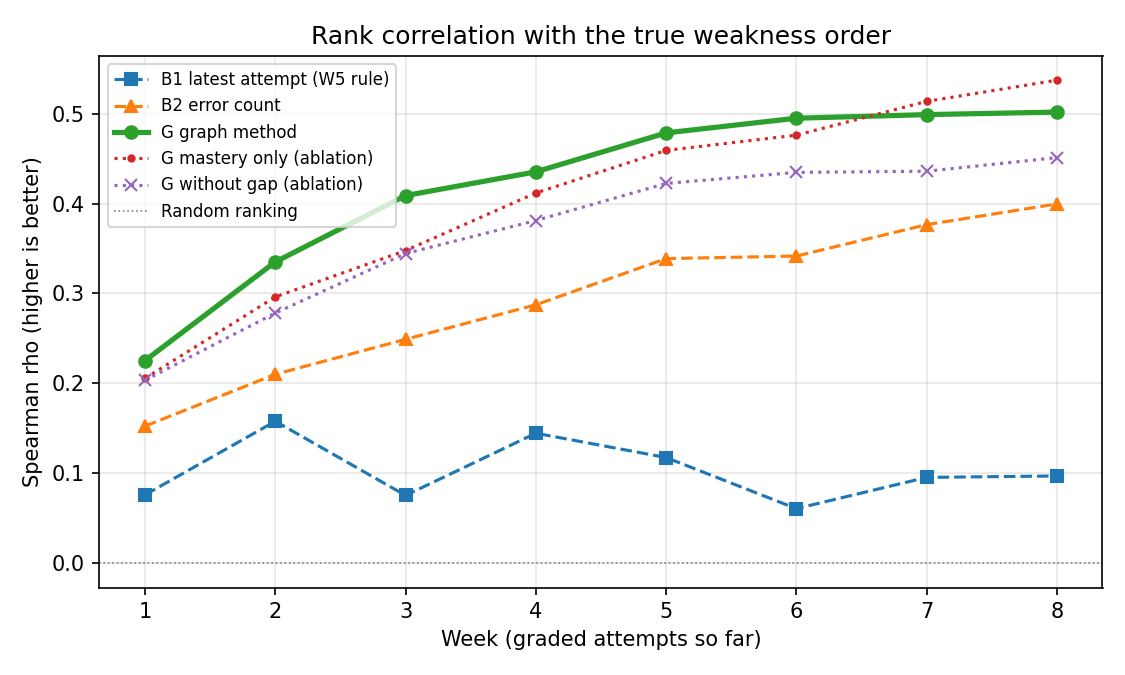 Rank correlation with the true weakness order
B1 latest attempt (W5 rule)
B2 error count
G graph method
G mastery only (ablation)
G without gap (ablation)
Random ranking
Spearman rho (higher is better)
0.5
0.4
0.3
0.2
0.1
0.0
1 2 3 4 5 6 7 8
Week (graded attempts so far)